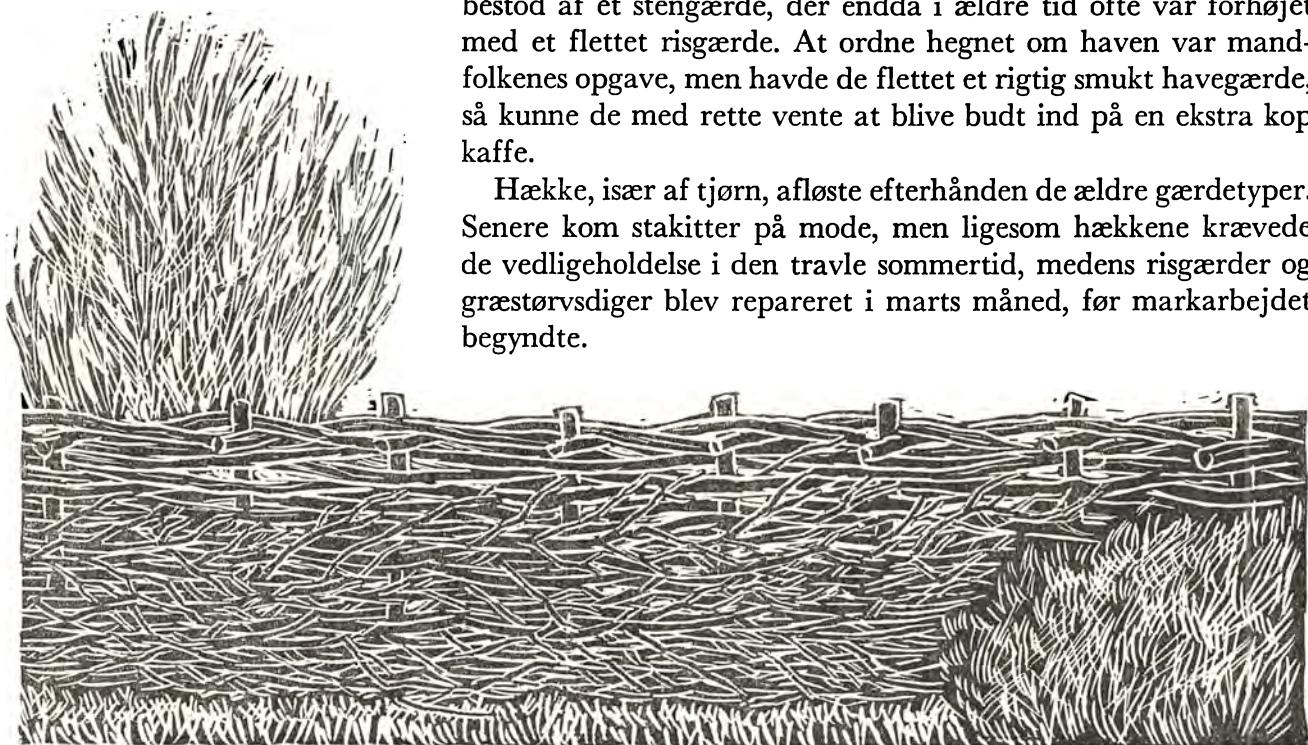 bestod af et stengærde, der endda i ældre tid ofte var forhøjet
med et flettet risgærde. At ordne hegnet om haven var mand-
folkenes opgave, men havde de flettet et rigtig smukt havegærde,
så kunne de med rette vente at blive budt ind på en ekstra kop
kaffe.
Hække, især af tjørn, afløste efterhånden de ældre gærdetyper.
Senere kom stakitter på mode, men ligesom hækkene krævede
de vedligeholdelse i den travle sommertid, medens risgærder og
græstørvsdiger blev repareret i marts måned, før markarbejdet
begyndte.